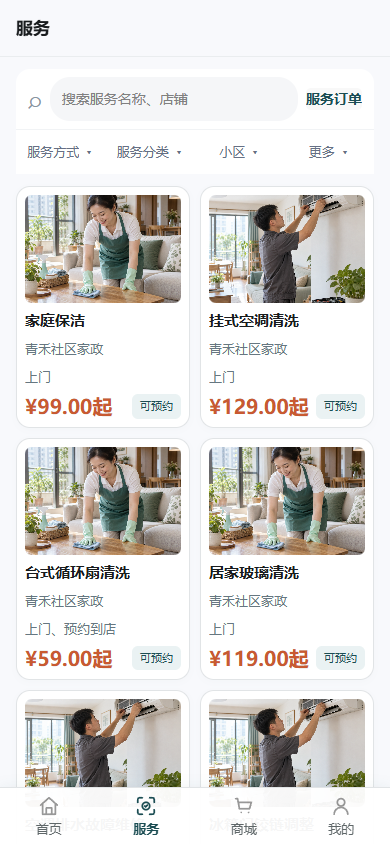 服务
搜索服务名称、店铺
服务订单
服务方式 服务分类 小区 更多
家庭保洁
青禾社区家政
上门
¥99.00起 可预约
挂式空调清洗
青禾社区家政
上门
¥129.00起 可预约
台式循环扇清洗
青禾社区家政
上门、预约到店
¥59.00起 可预约
居家玻璃清洗
青禾社区家政
上门
¥119.00起 可预约
首页 服务 商城 我的